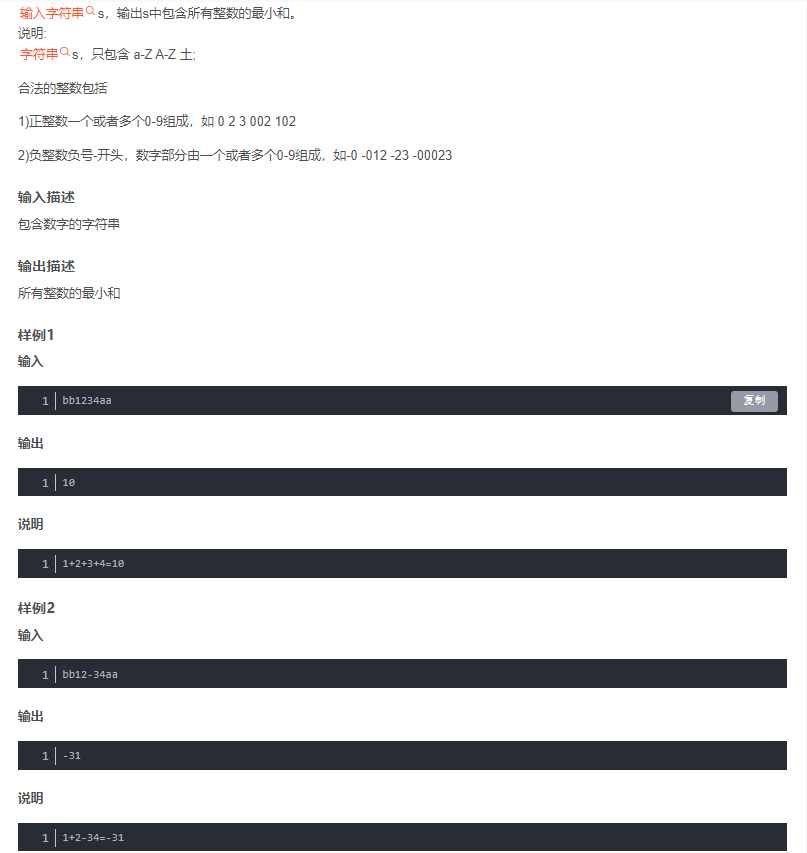 输入字符串s，输出s中包含所有整数的最小和。
说明:
字符串s，只包含 a-Z A-Z 土;
合法的整数包括
1)正整数一个或者多个0-9组成，如 0 2 3 002 102
2)负整数负号-开头，数字部分由一个或者多个0-9组成，如-0 -012 -23 -00023
输入描述
包含数字的字符串
输出描述
所有整数的最小和
样例1
输入
1 bb1234aa 复制
输出
1 10
说明
1 1+2+3+4=10
样例2
输入
1 bb12-34aa
输出
1 -31
说明
1 1+2-34=-31